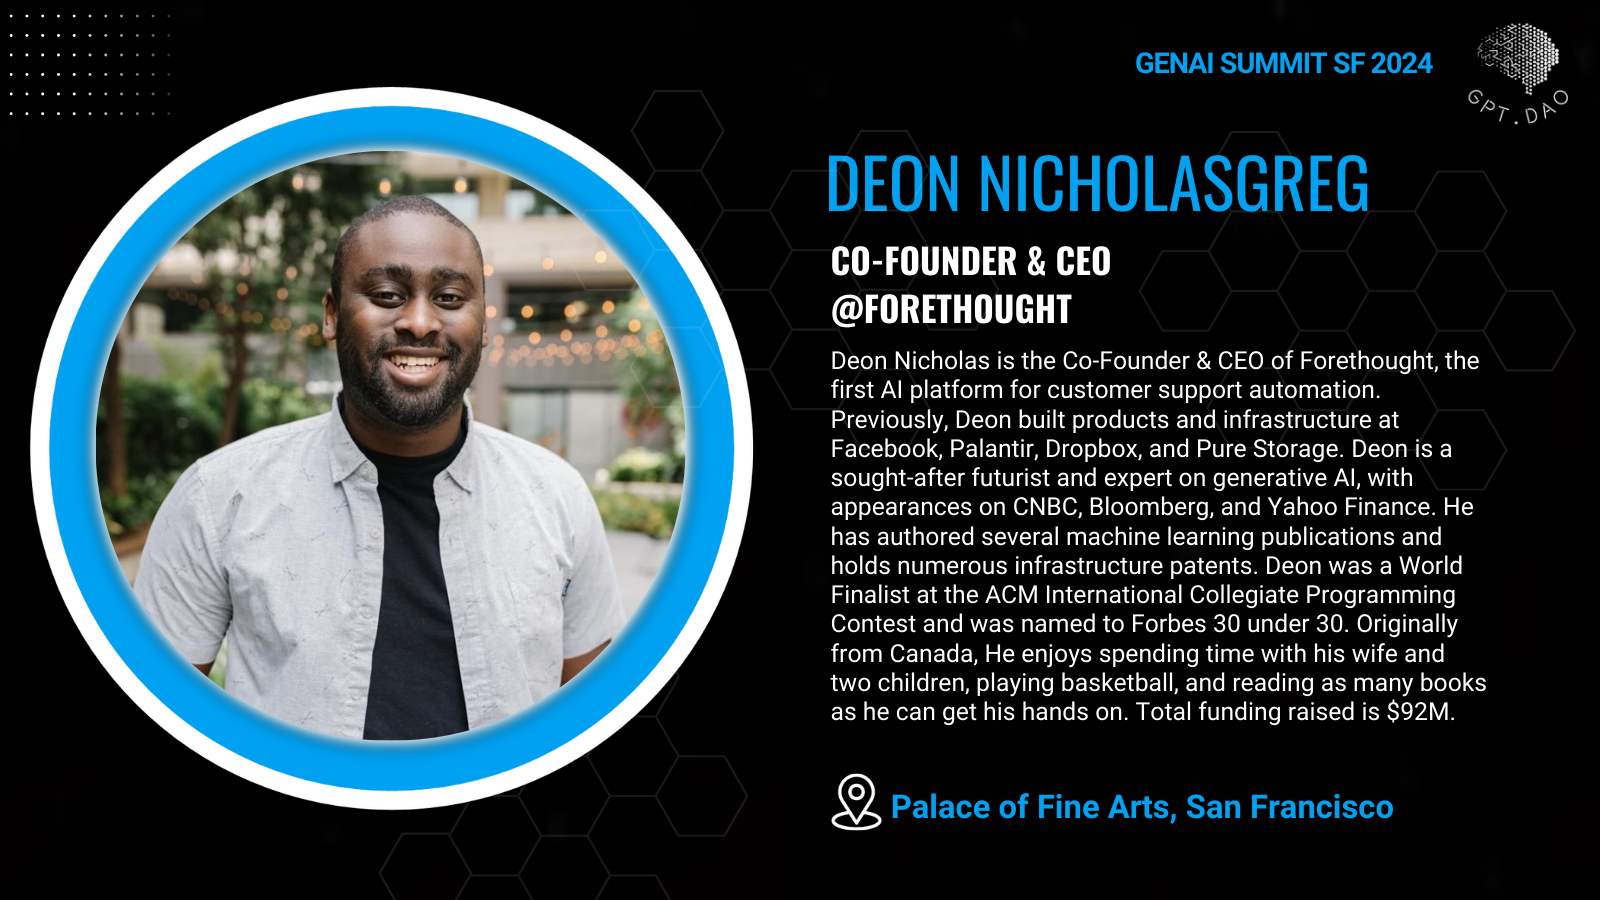 GENAI SUMMIT SF 2024
GPT.DAO
DEON NICHOLASGREG
CO-FOUNDER & CEO
@FORETHOUGHT
Deon Nicholas is the Co-Founder & CEO of Forethought, the
first AI platform for customer support automation.
Previously, Deon built products and infrastructure at
Facebook, Palantir, Dropbox, and Pure Storage. Deon is a
sought-after futurist and expert on generative AI, with
appearances on CNBC, Bloomberg, and Yahoo Finance. He
has authored several machine learning publications and
holds numerous infrastructure patents. Deon was a World
Finalist at the ACM International Collegiate Programming
Contest and was named to Forbes 30 under 30. Originally
from Canada, He enjoys spending time with his wife and
two children, playing basketball, and reading as many books
as he can get his hands on. Total funding raised is $92M.
Palace of Fine Arts, San Francisco